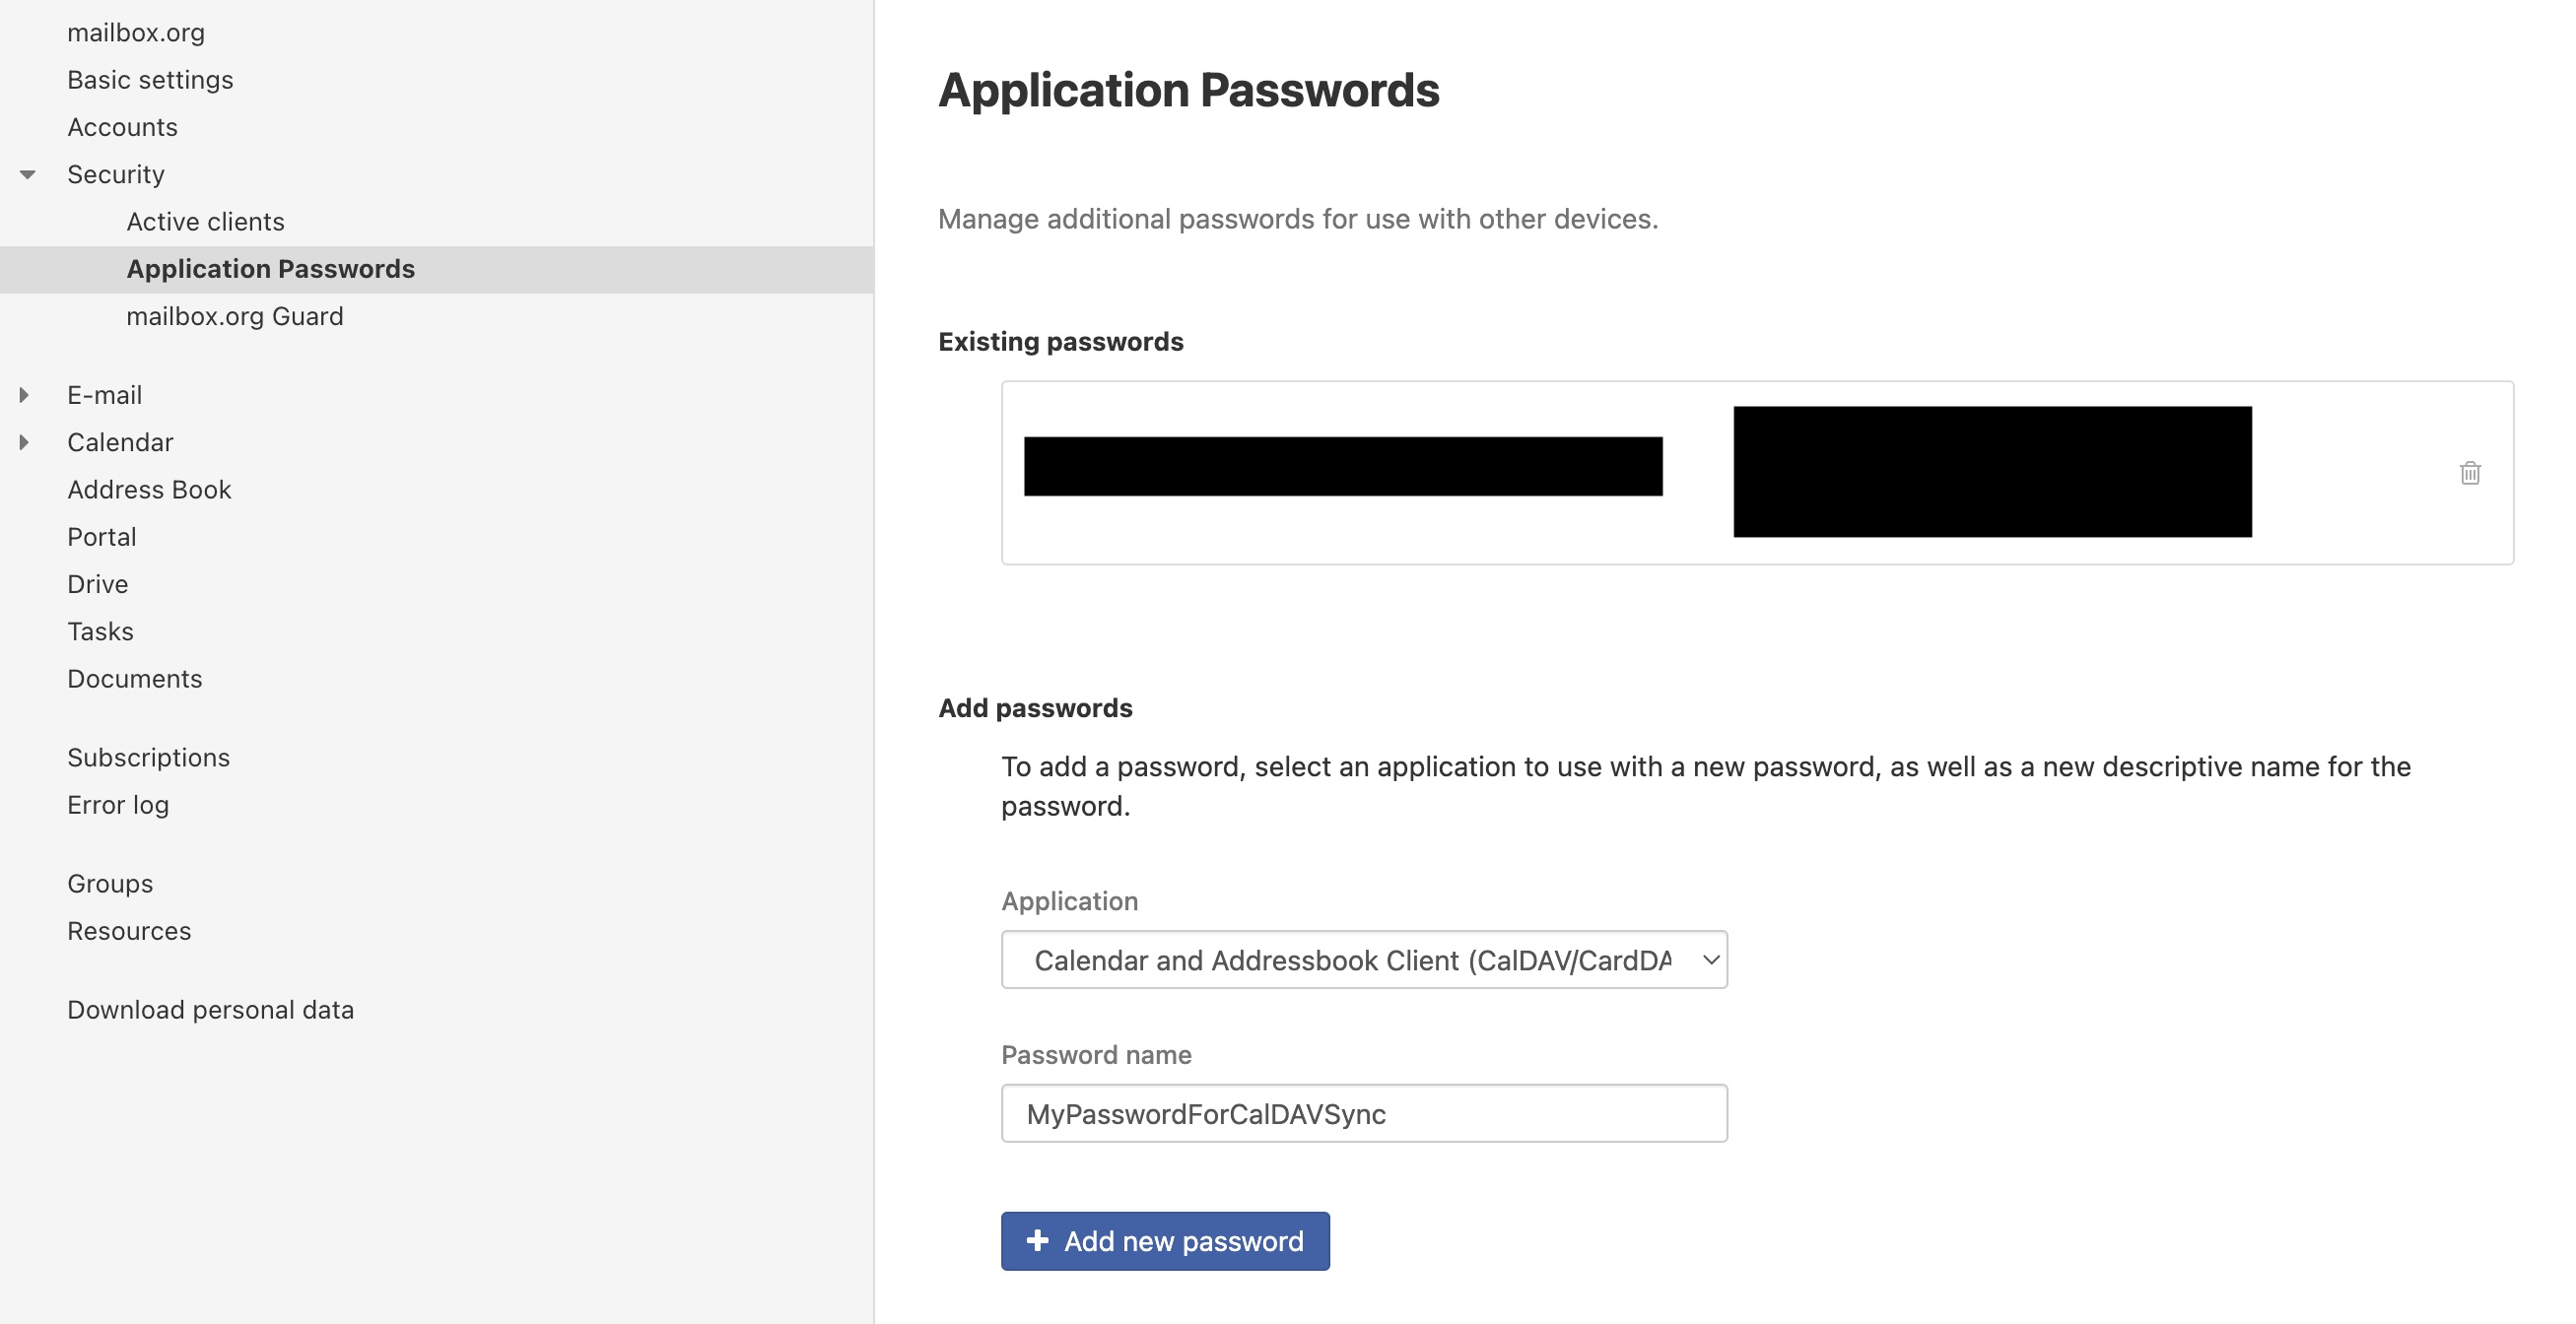 mailbox.org
Basic settings
Accounts
Security
Active clients
Application Passwords
mailbox.org Guard
E-mail
Calendar
Address Book
Portal
Drive
Tasks
Documents
Subscriptions
Error log
Groups
Resources
Download personal data
Application Passwords
Manage additional passwords for use with other devices.
Existing passwords
Add passwords
To add a password, select an application to use with a new password, as well as a new descriptive name for the
password.
Application
Calendar and Addressbook Client (CalDAV/CardDA
Password name
MyPasswordForCalDAVSync
Add new password